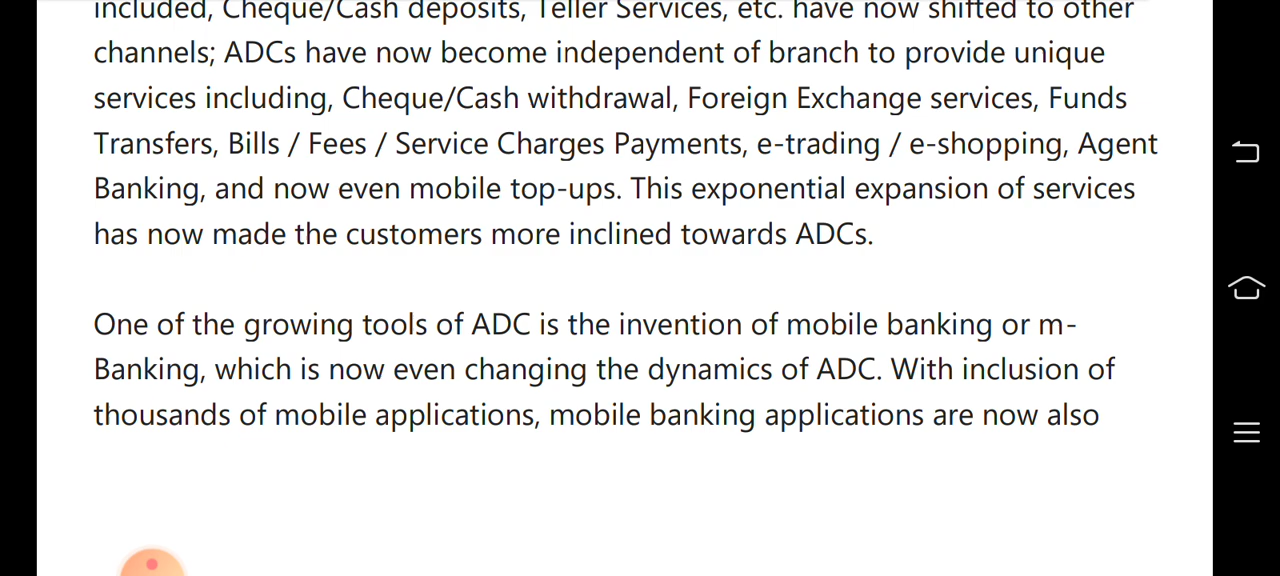 included, Cheque/Cash deposits, Teller Services, etc. have now shifted to other
channels; ADCs have now become independent of branch to provide unique
services including, Cheque/Cash withdrawal, Foreign Exchange services, Funds
Transfers, Bills / Fees / Service Charges Payments, e-trading / e-shopping, Agent
Banking, and now even mobile top-ups. This exponential expansion of services
has now made the customers more inclined towards ADCs.
One of the growing tools of ADC is the invention of mobile banking or m-
Banking, which is now even changing the dynamics of ADC. With inclusion of
thousands of mobile applications, mobile banking applications are now also